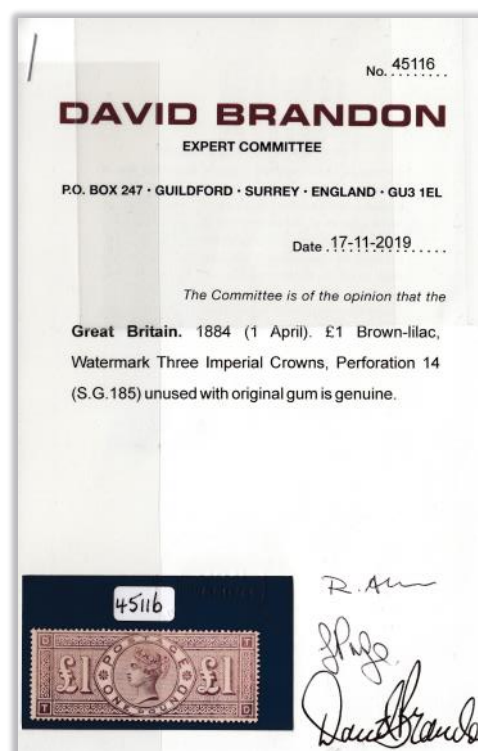 No. 45116
DAVID BRANDON
EXPERT COMMITTEE
P.O. BOX 247 · GUILDFORD · SURREY · ENGLAND · GU3 1EL
Date 17-11-2019
The Committee is of the opinion that the
Great Britain. 1884 (1 April). £1 Brown-lilac,
Watermark Three Imperial Crowns, Perforation 14
(S.G.185) unused with original gum is genuine.
45116
D T
POSTAGE
£1 £1
ONE POUND
T D
David Brandon